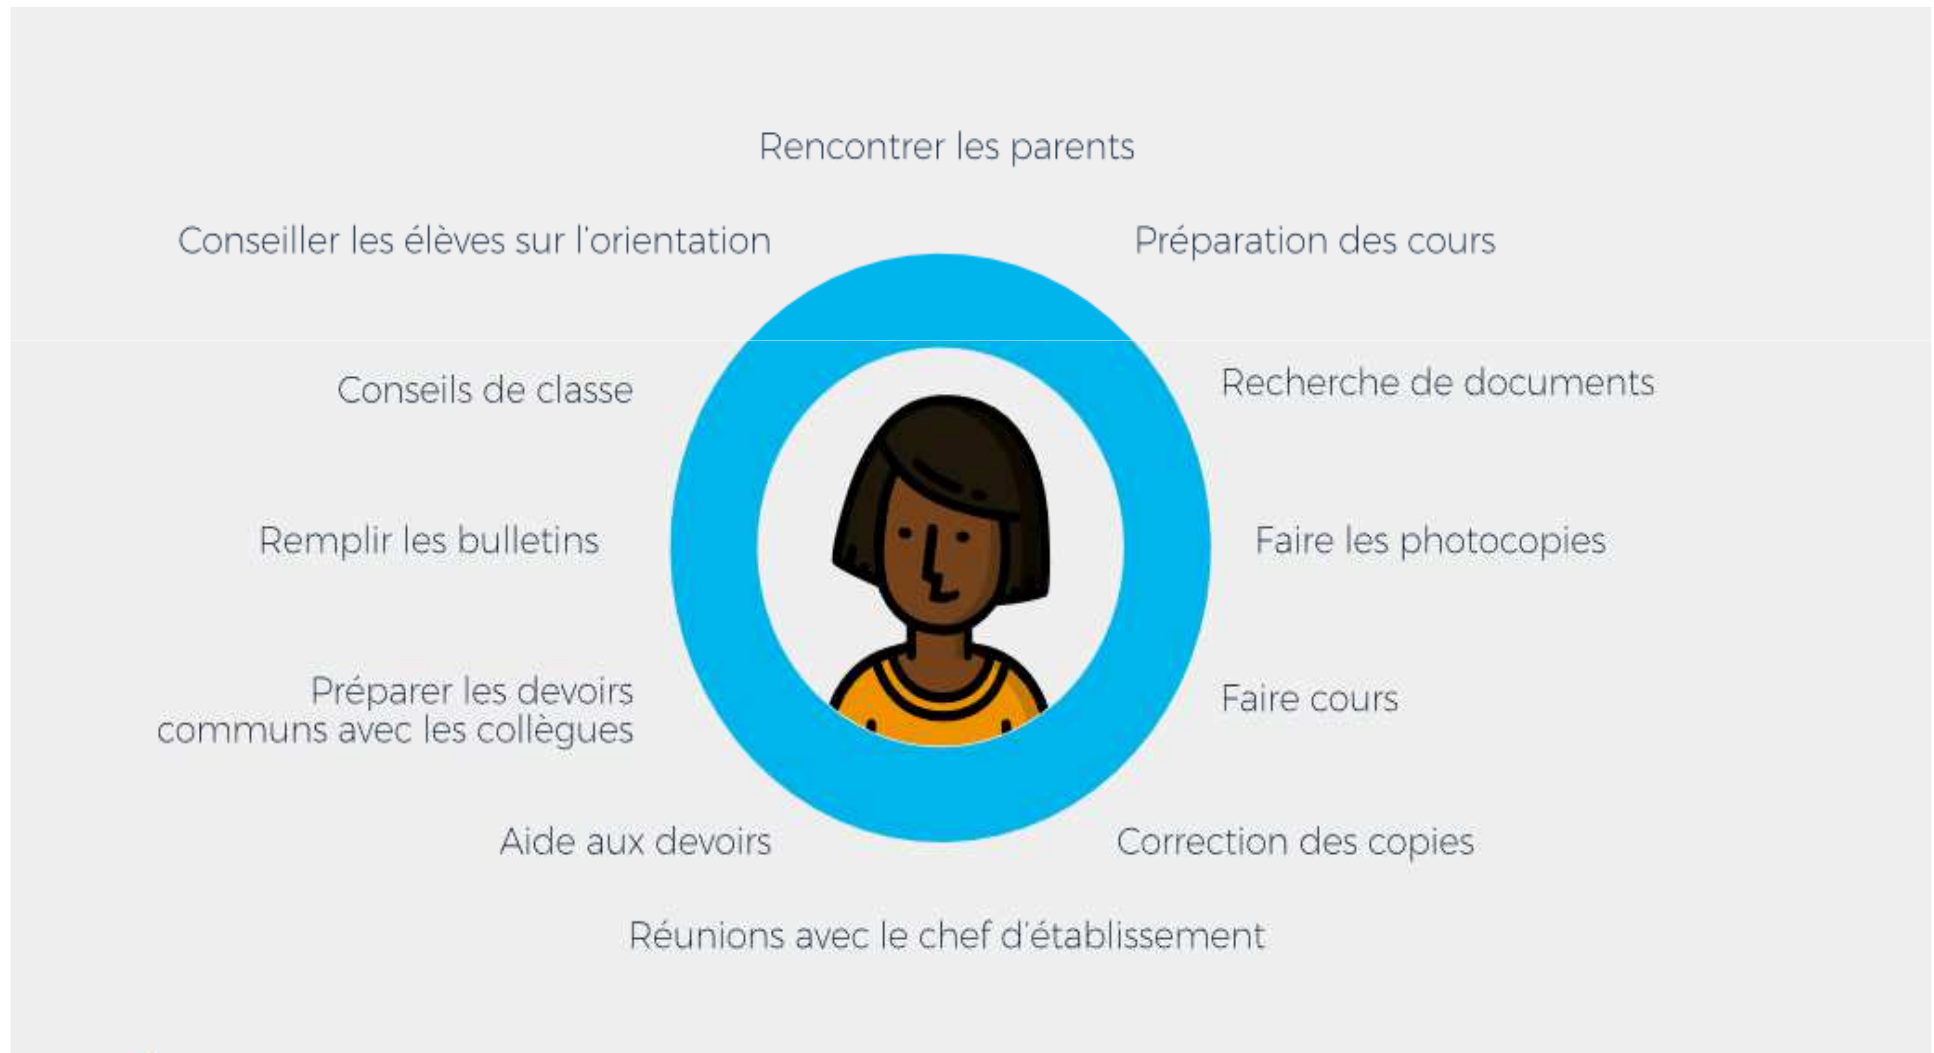 Rencontrer les parents
Conseiller les élèves sur l'orientation
Préparation des cours
Conseils de classe
Recherche de documents
Remplir les bulletins
Faire les photocopies
Préparer les devoirs
communs avec les collègues
Faire cours
Aide aux devoirs
Correction des copies
Réunions avec le chef d'établissement